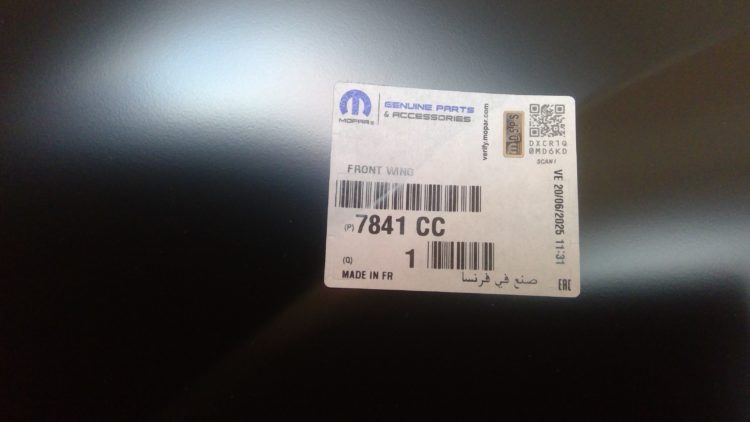 MOPAR®
GENUINE PARTS
& ACCESSORIES
verify.mopar.com
DXCR1Q
0MD6KD
SCAN!
FRONT WING
VE 20/06/2025 11:31
(P) 7841 CC
(Q) 1
MADE IN FR
صنع في فرنسا
EAC